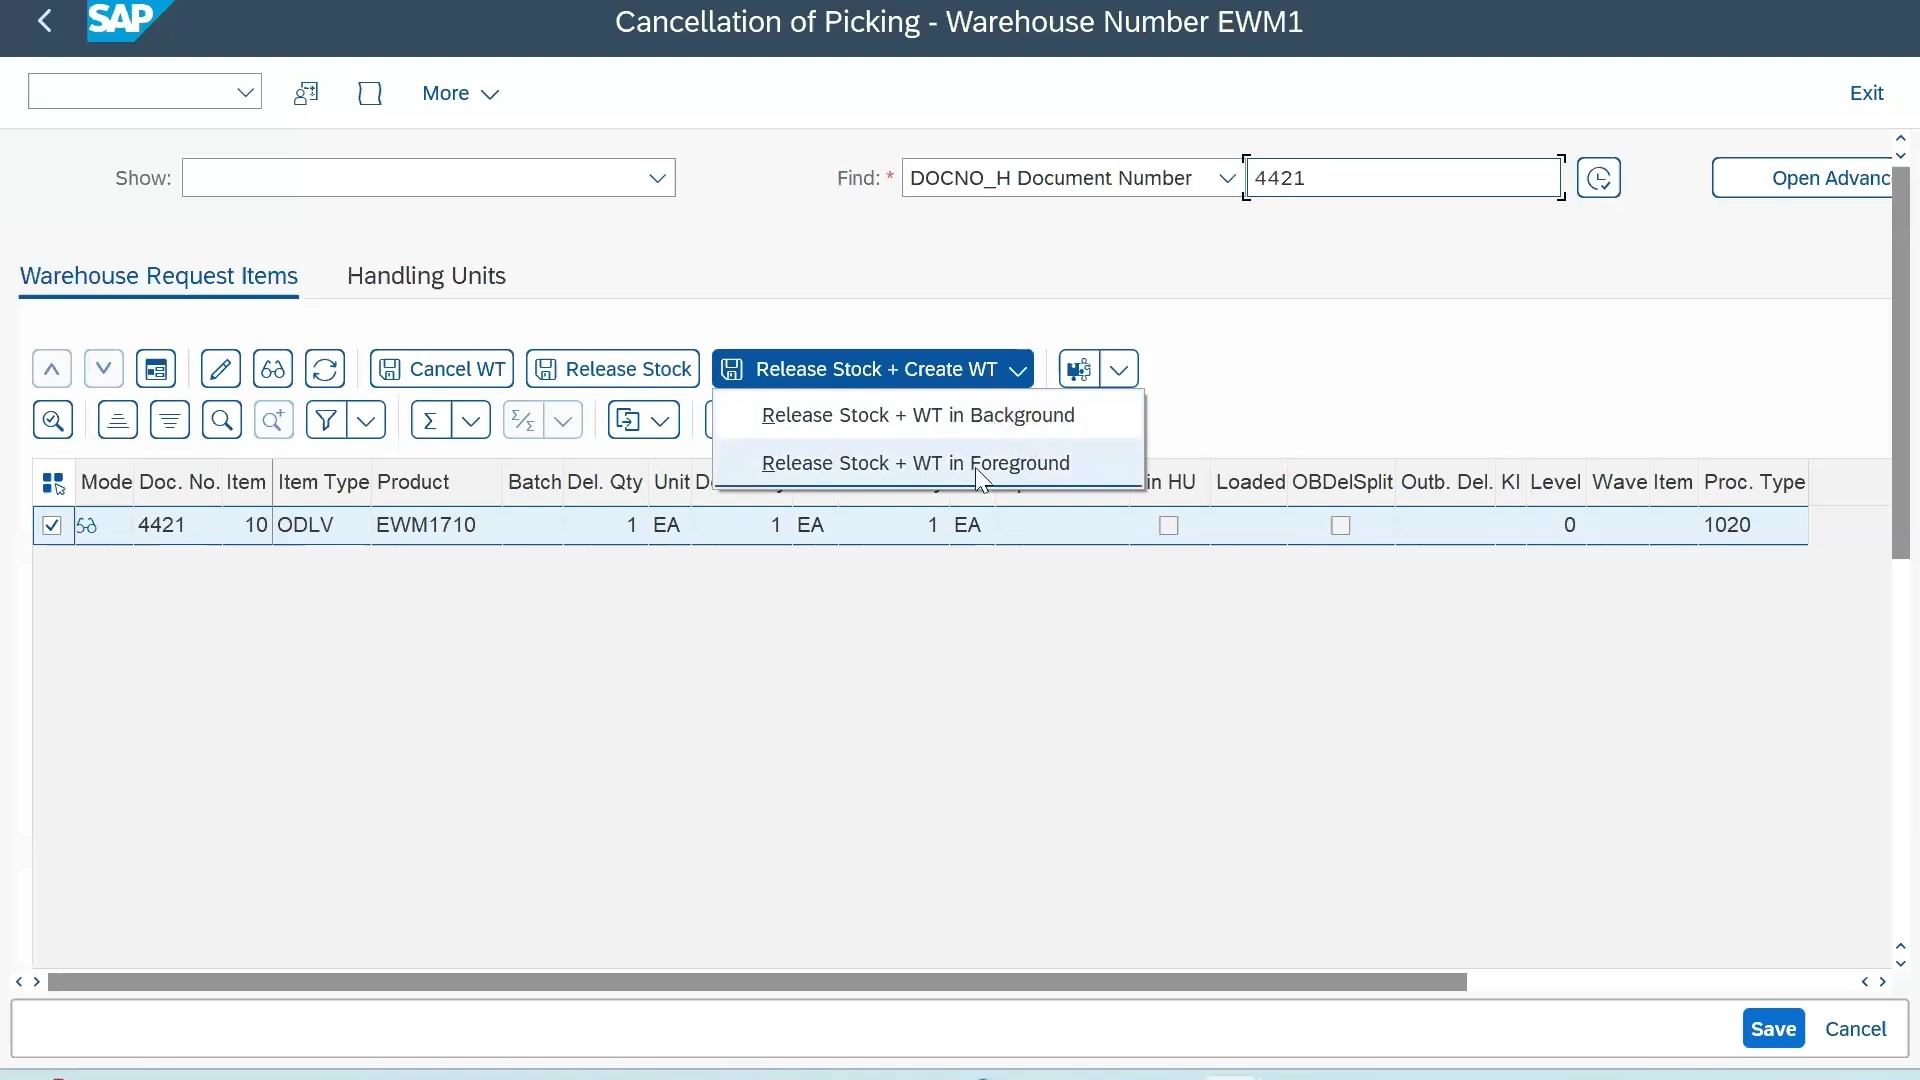 SAP
Cancellation of Picking - Warehouse Number EWM1
More
Exit
Show:
Find: *
DOCNO_H Document Number
4421
Open Advanc
Warehouse Request Items
Handling Units
Cancel WT
Release Stock
Release Stock + Create WT
Release Stock + WT in Background
Release Stock + WT in Foreground
Mode Doc. No. Item Item Type Product Batch Del. Qty Unit D in HU Loaded OBDelSplit Outb. Del. KI Level Wave Item Proc. Type
4421 10 ODLV EWM1710 1 EA 1 EA 1 EA 0 1020
Save
Cancel